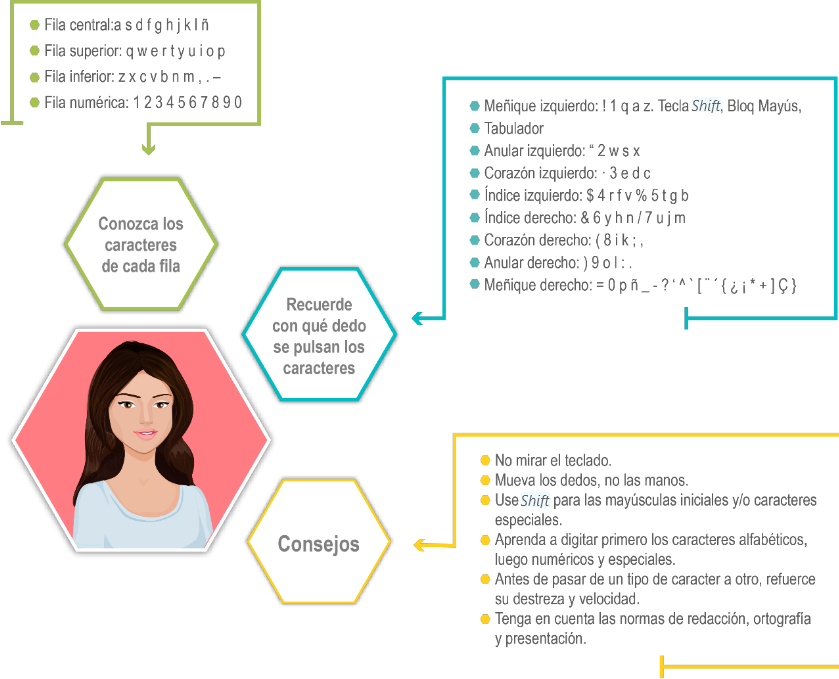 Fila central:a s d f g h j k l ñ
Fila superior: q w e r t y u i o p
Fila inferior: z x c v b n m , . –
Fila numérica: 1 2 3 4 5 6 7 8 9 0
Conozca los
caracteres
de cada fila
Meñique izquierdo: ! 1 q a z. Tecla Shift, Bloq Mayús,
Tabulador
Anular izquierdo: “ 2 w s x
Corazón izquierdo: · 3 e d c
Índice izquierdo: $ 4 r f v % 5 t g b
Índice derecho: & 6 y h n / 7 u j m
Corazón derecho: ( 8 i k ; ,
Anular derecho: ) 9 o l : .
Meñique derecho: = 0 p ñ _ - ? ‘ ^ ` [ ¨ ´ { ¿ ¡ * + ] Ç }
Recuerde
con qué dedo
se pulsan los
caracteres
No mirar el teclado.
Mueva los dedos, no las manos.
Use Shift para las mayúsculas iniciales y/o caracteres
especiales.
Aprenda a digitar primero los caracteres alfabéticos,
luego numéricos y especiales.
Antes de pasar de un tipo de caracter a otro, refuerce
su destreza y velocidad.
Tenga en cuenta las normas de redacción, ortografía
y presentación.
Consejos